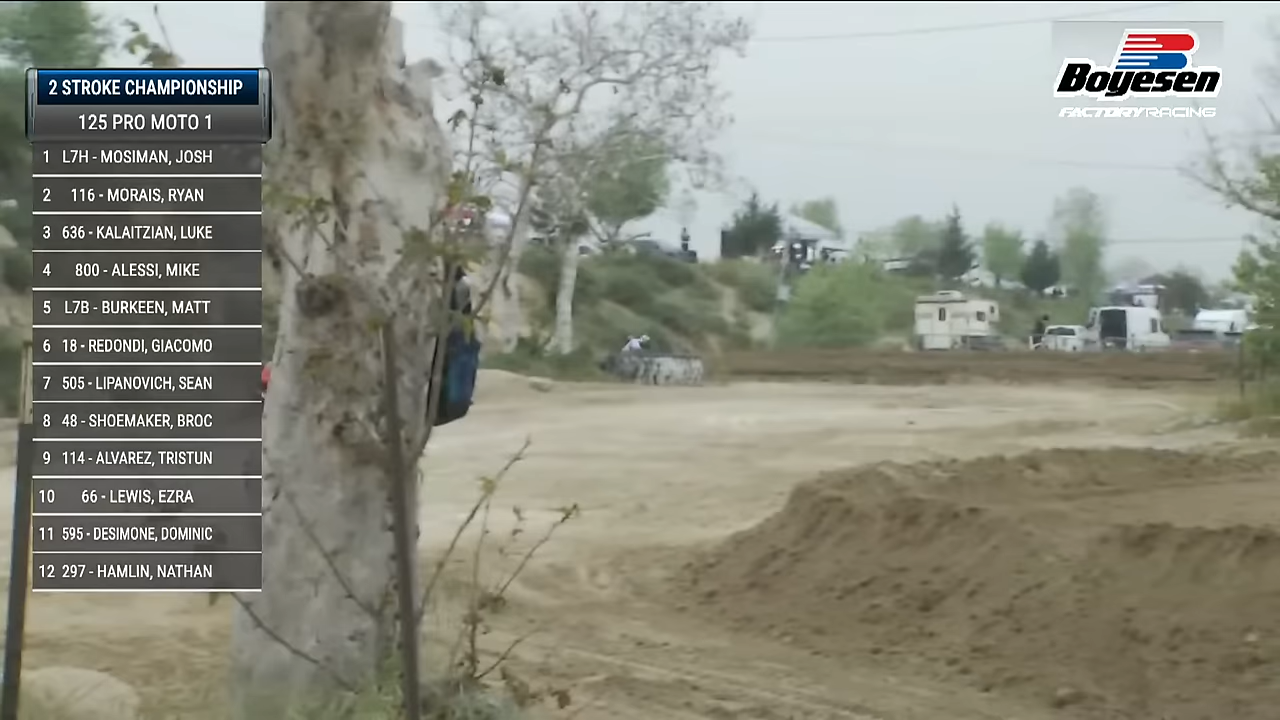 2 STROKE CHAMPIONSHIP
125 PRO MOTO 1
1 L7H - MOSIMAN, JOSH
2 116 - MORAIS, RYAN
3 636 - KALAITZIAN, LUKE
4 800 - ALESSI, MIKE
5 L7B - BURKEEN, MATT
6 18 - REDONDI, GIACOMO
7 505 - LIPANOVICH, SEAN
8 48 - SHOEMAKER, BROC
9 114 - ALVAREZ, TRISTUN
10 66 - LEWIS, EZRA
11 595 - DESIMONE, DOMINIC
12 297 - HAMLIN, NATHAN
Boyesen
FACTORY RACING